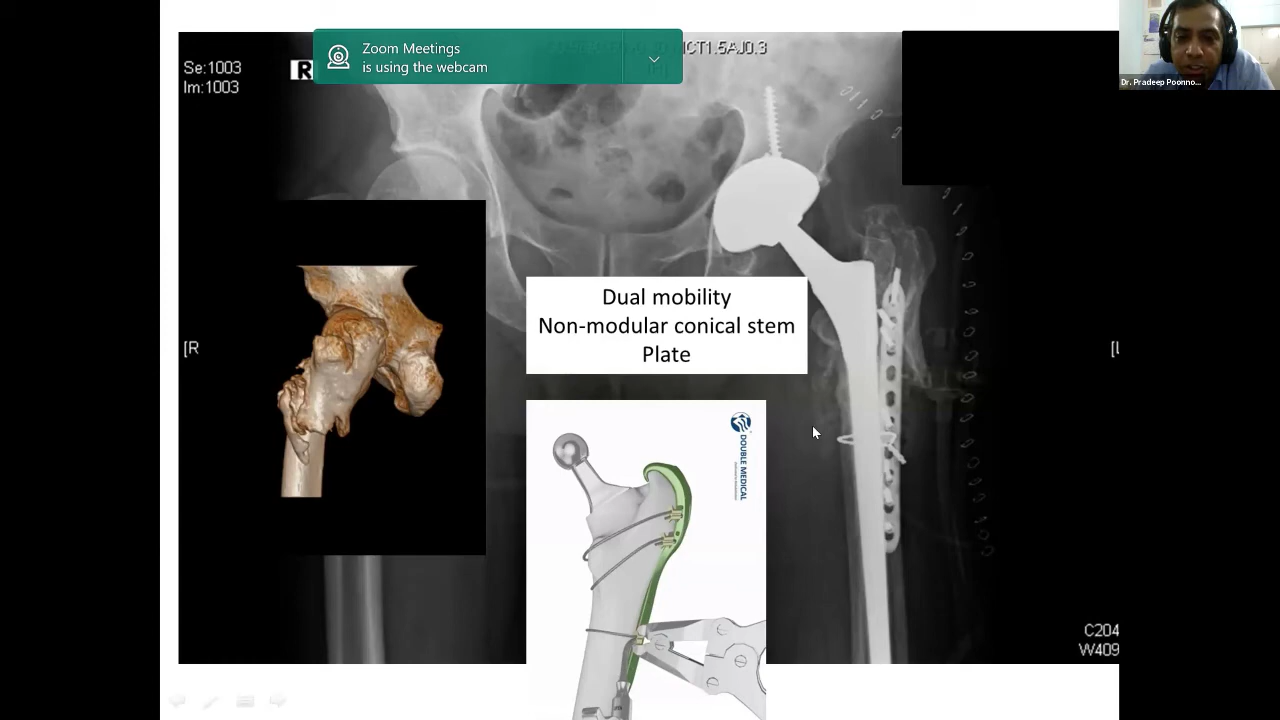 Zoom Meetings
is using the webcam
Se:1003
Im:1003
R
ICT1.5AJ0.3
Dr. Pradeep Poonno...
Dual mobility
Non-modular conical stem
Plate
[R
[L
DOUBLE MEDICAL
C204
W409